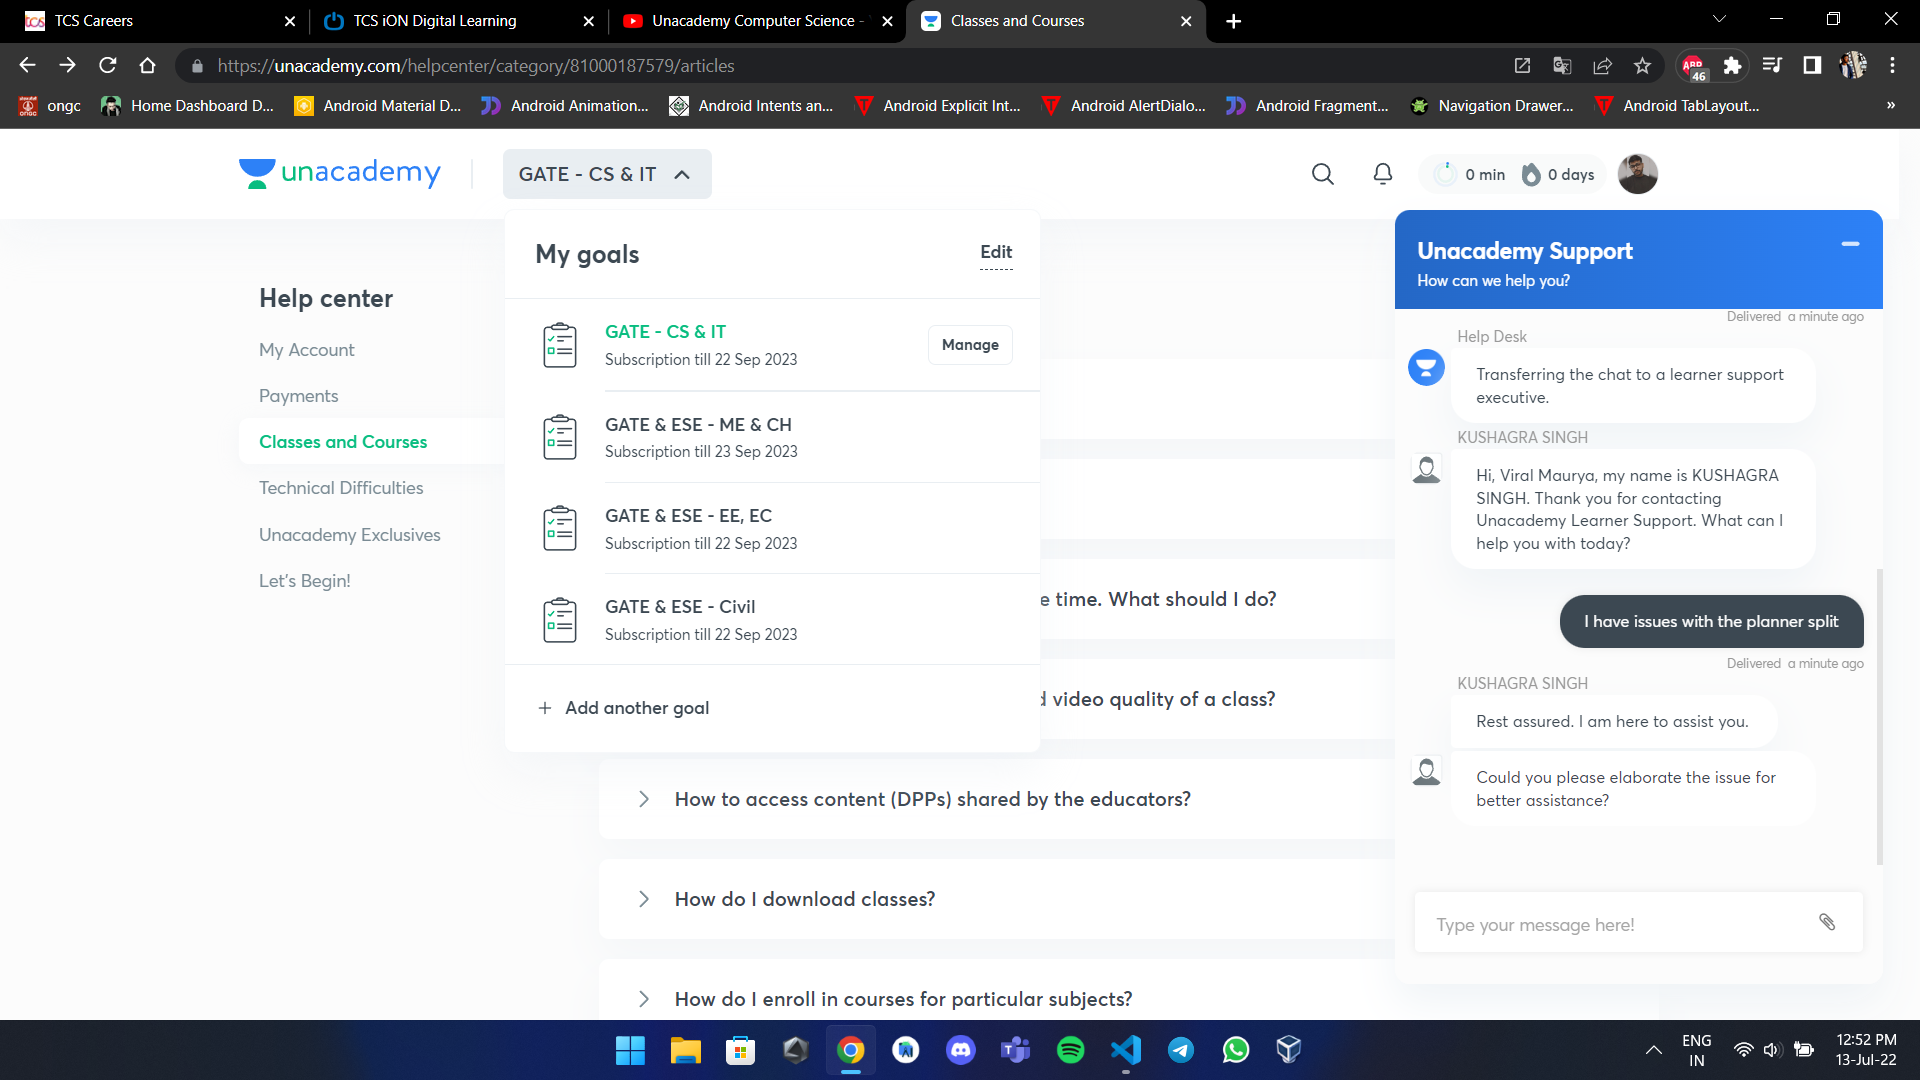 TCS Careers
TCS iON Digital Learning
Unacademy Computer Science -
Classes and Courses
https://unacademy.com/helpcenter/category/81000187579/articles
ABP
46
ongc
Home Dashboard D...
Android Material D...
Android Animation...
Android Intents an...
Android Explicit Int...
Android AlertDialo...
Android Fragment...
Navigation Drawer...
Android TabLayout...
»
unacademy
GATE - CS & IT
0 min
0 days
My goals
Edit
GATE - CS & IT
Subscription till 22 Sep 2023
Manage
GATE & ESE - ME & CH
Subscription till 23 Sep 2023
GATE & ESE - EE, EC
Subscription till 22 Sep 2023
GATE & ESE - Civil
Subscription till 22 Sep 2023
+ Add another goal
Help center
My Account
Payments
Classes and Courses
Technical Difficulties
Unacademy Exclusives
Let's Begin!
e time. What should I do?
d video quality of a class?
How to access content (DPPs) shared by the educators?
How do I download classes?
How do I enroll in courses for particular subjects?
Unacademy Support
How can we help you?
Delivered a minute ago
Help Desk
Transferring the chat to a learner support
executive.
KUSHAGRA SINGH
Hi, Viral Maurya, my name is KUSHAGRA
SINGH. Thank you for contacting
Unacademy Learner Support. What can I
help you with today?
I have issues with the planner split
Delivered a minute ago
KUSHAGRA SINGH
Rest assured. I am here to assist you.
Could you please elaborate the issue for
better assistance?
Type your message here!
ENG
IN
12:52 PM
13-Jul-22